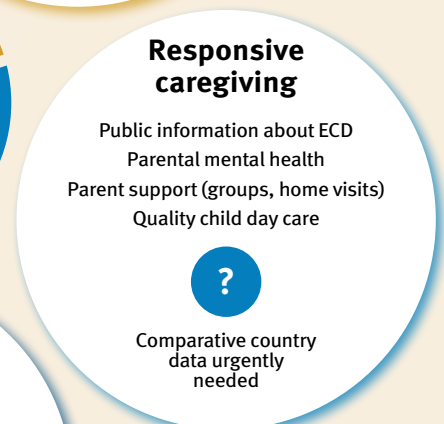 Responsive
caregiving
Public information about ECD
Parental mental health
Parent support (groups, home visits)
Quality child day care
?
Comparative country
data urgently
needed